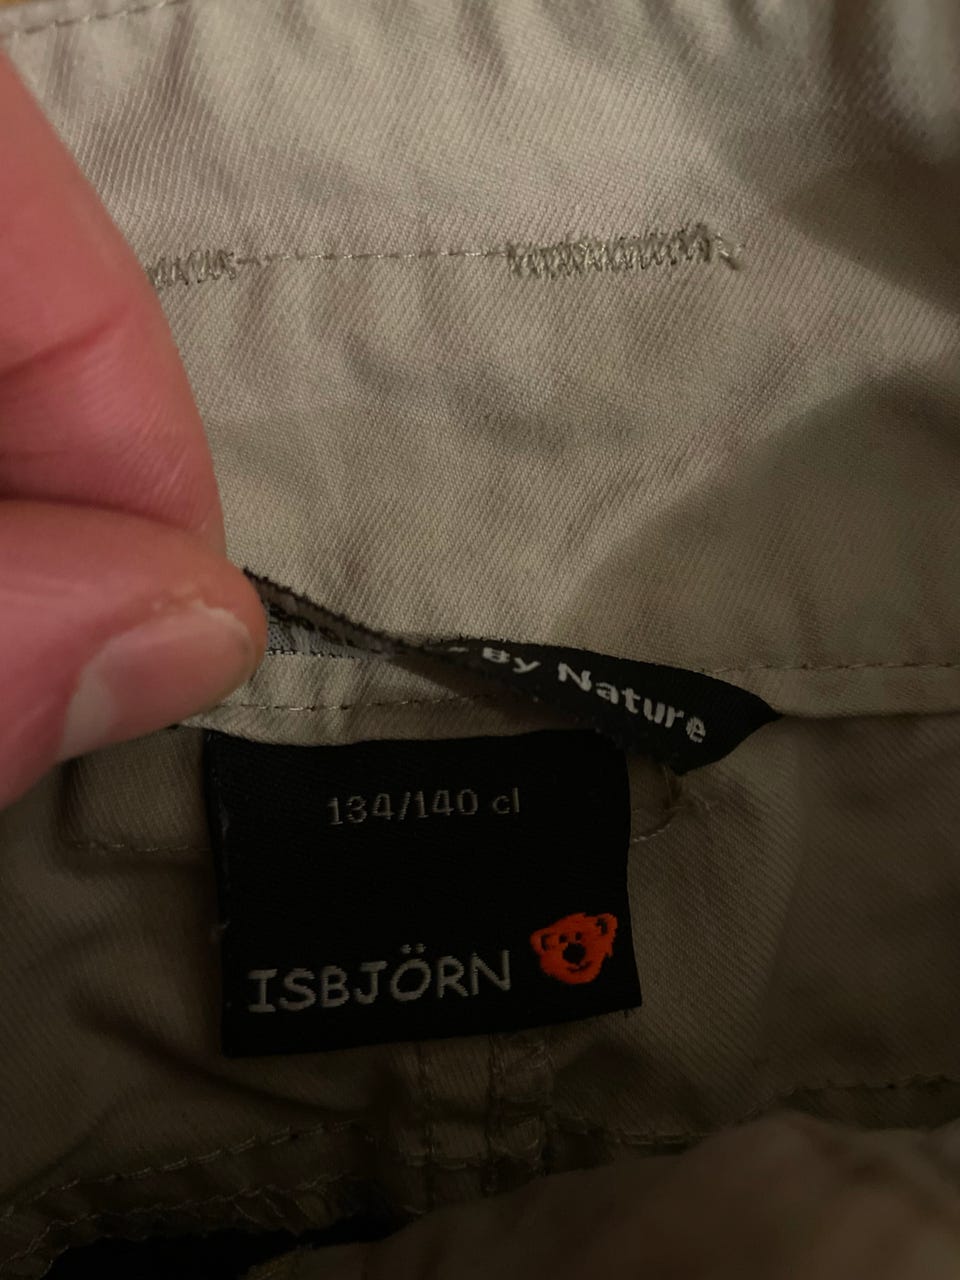 By Nature
134/140 cl
ISBJÖRN